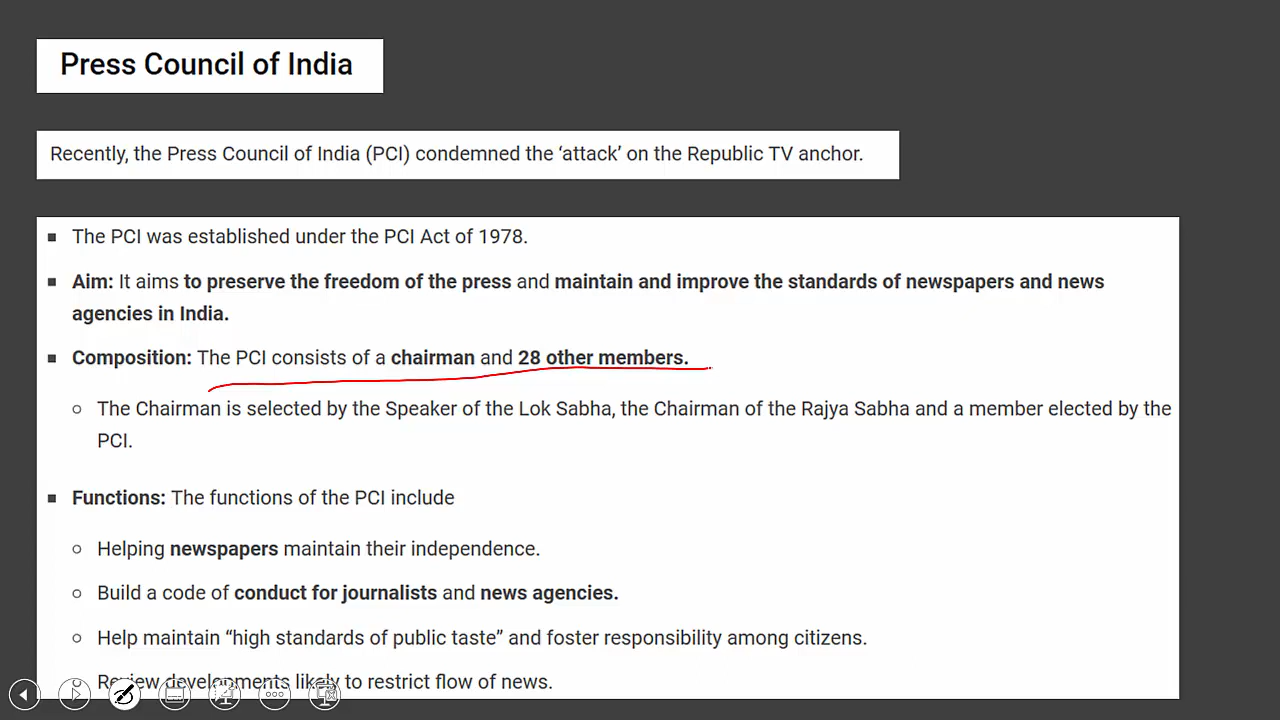 Press Council of India
Recently, the Press Council of India (PCI) condemned the ‘attack’ on the Republic TV anchor.
The PCI was established under the PCI Act of 1978.
Aim: It aims to preserve the freedom of the press and maintain and improve the standards of newspapers and news
agencies in India.
Composition: The PCI consists of a chairman and 28 other members.
The Chairman is selected by the Speaker of the Lok Sabha, the Chairman of the Rajya Sabha and a member elected by the
PCI.
Functions: The functions of the PCI include
Helping newspapers maintain their independence.
Build a code of conduct for journalists and news agencies.
Help maintain “high standards of public taste” and foster responsibility among citizens.
Review developments likely to restrict flow of news.